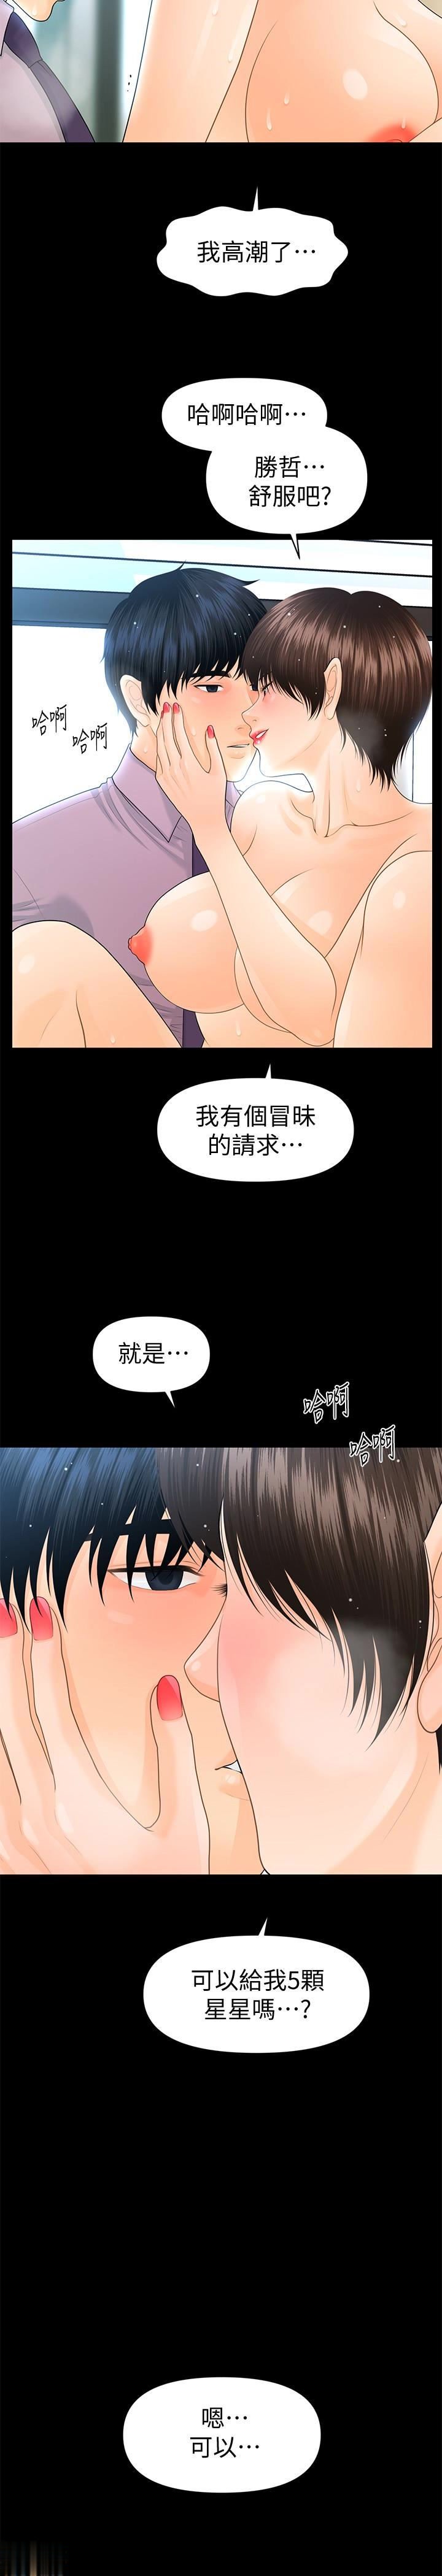 我高潮了…
哈啊哈啊…
勝哲…
舒服吧?
哈啊
哈啊
我有個冒昧
的請求…
就是…
哈啊
哈啊
可以給我5顆
星星嗎…?
嗯…
可以…